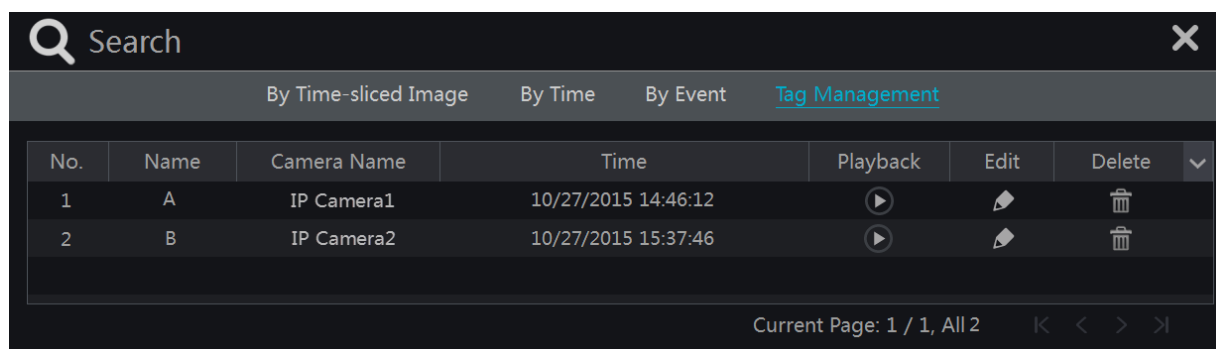 Search
By Time-sliced Image By Time By Event Tag Management
No. Name Camera Name Time Playback Edit Delete
1 A IP Camera1 10/27/2015 14:46:12
2 B IP Camera2 10/27/2015 15:37:46
Current Page: 1 / 1, All 2